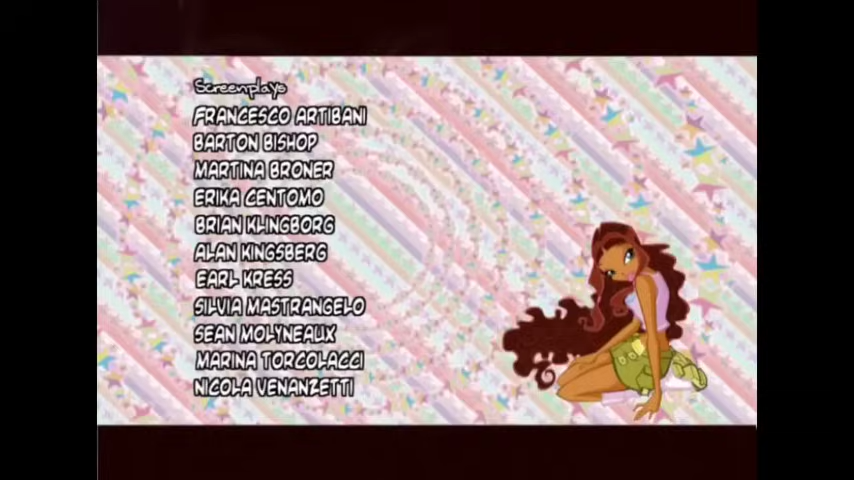 Screenplays
FRANCESCO ARTIBANI
BARTON BISHOP
MARTINA BRONER
ERIKA CENTOMO
BRIAN KLINGBORG
ALAN KINGSBERG
EARL KRESS
SILVIA MASTRANGELO
SEAN MOLYNEAUX
MARINA TORCOLACCI
NICOLA VENANZETTI